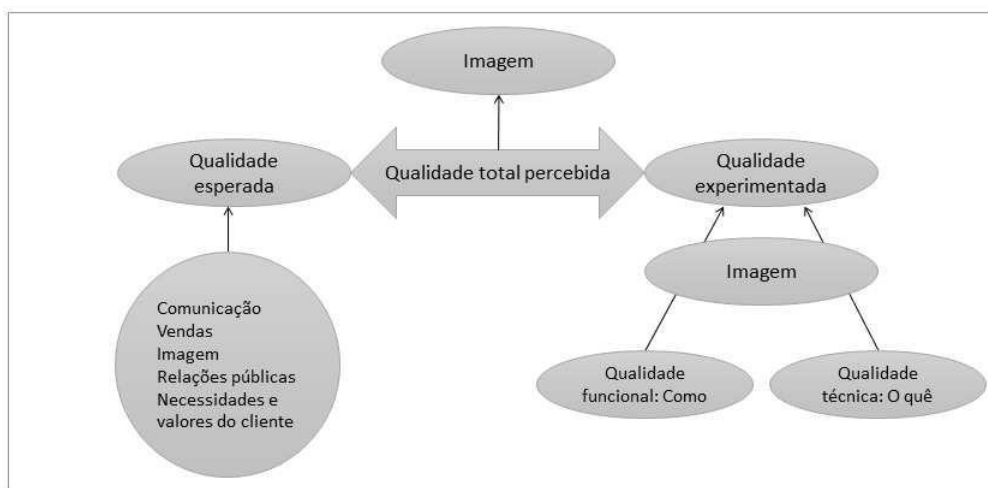 Imagem
Qualidade
esperada
Qualidade total percebida
Qualidade
experimentada
Imagem
Comunicação
Vendas
Imagem
Relações públicas
Necessidades e
valores do cliente
Qualidade
funcional: Como
Qualidade
técnica: O quê